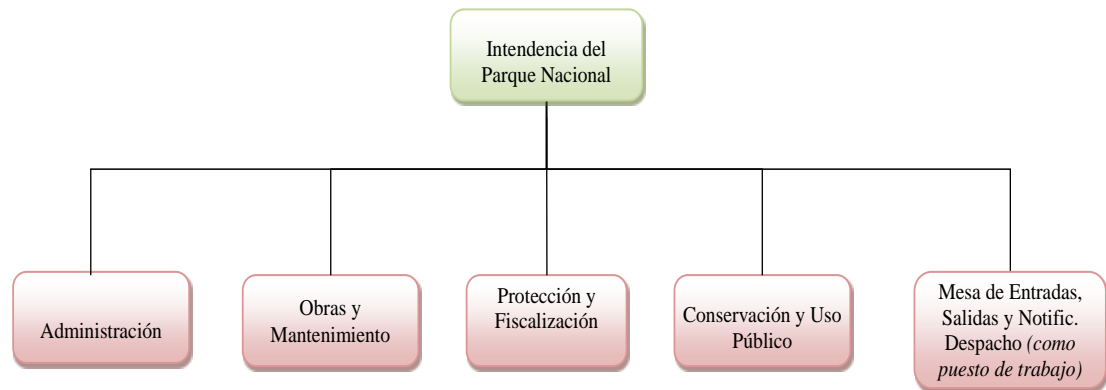 Intendencia del
Parque Nacional
Administración
Obras y
Mantenimiento
Protección y
Fiscalización
Conservación y Uso
Público
Mesa de Entradas,
Salidas y Notific.
Despacho (como
puesto de trabajo)